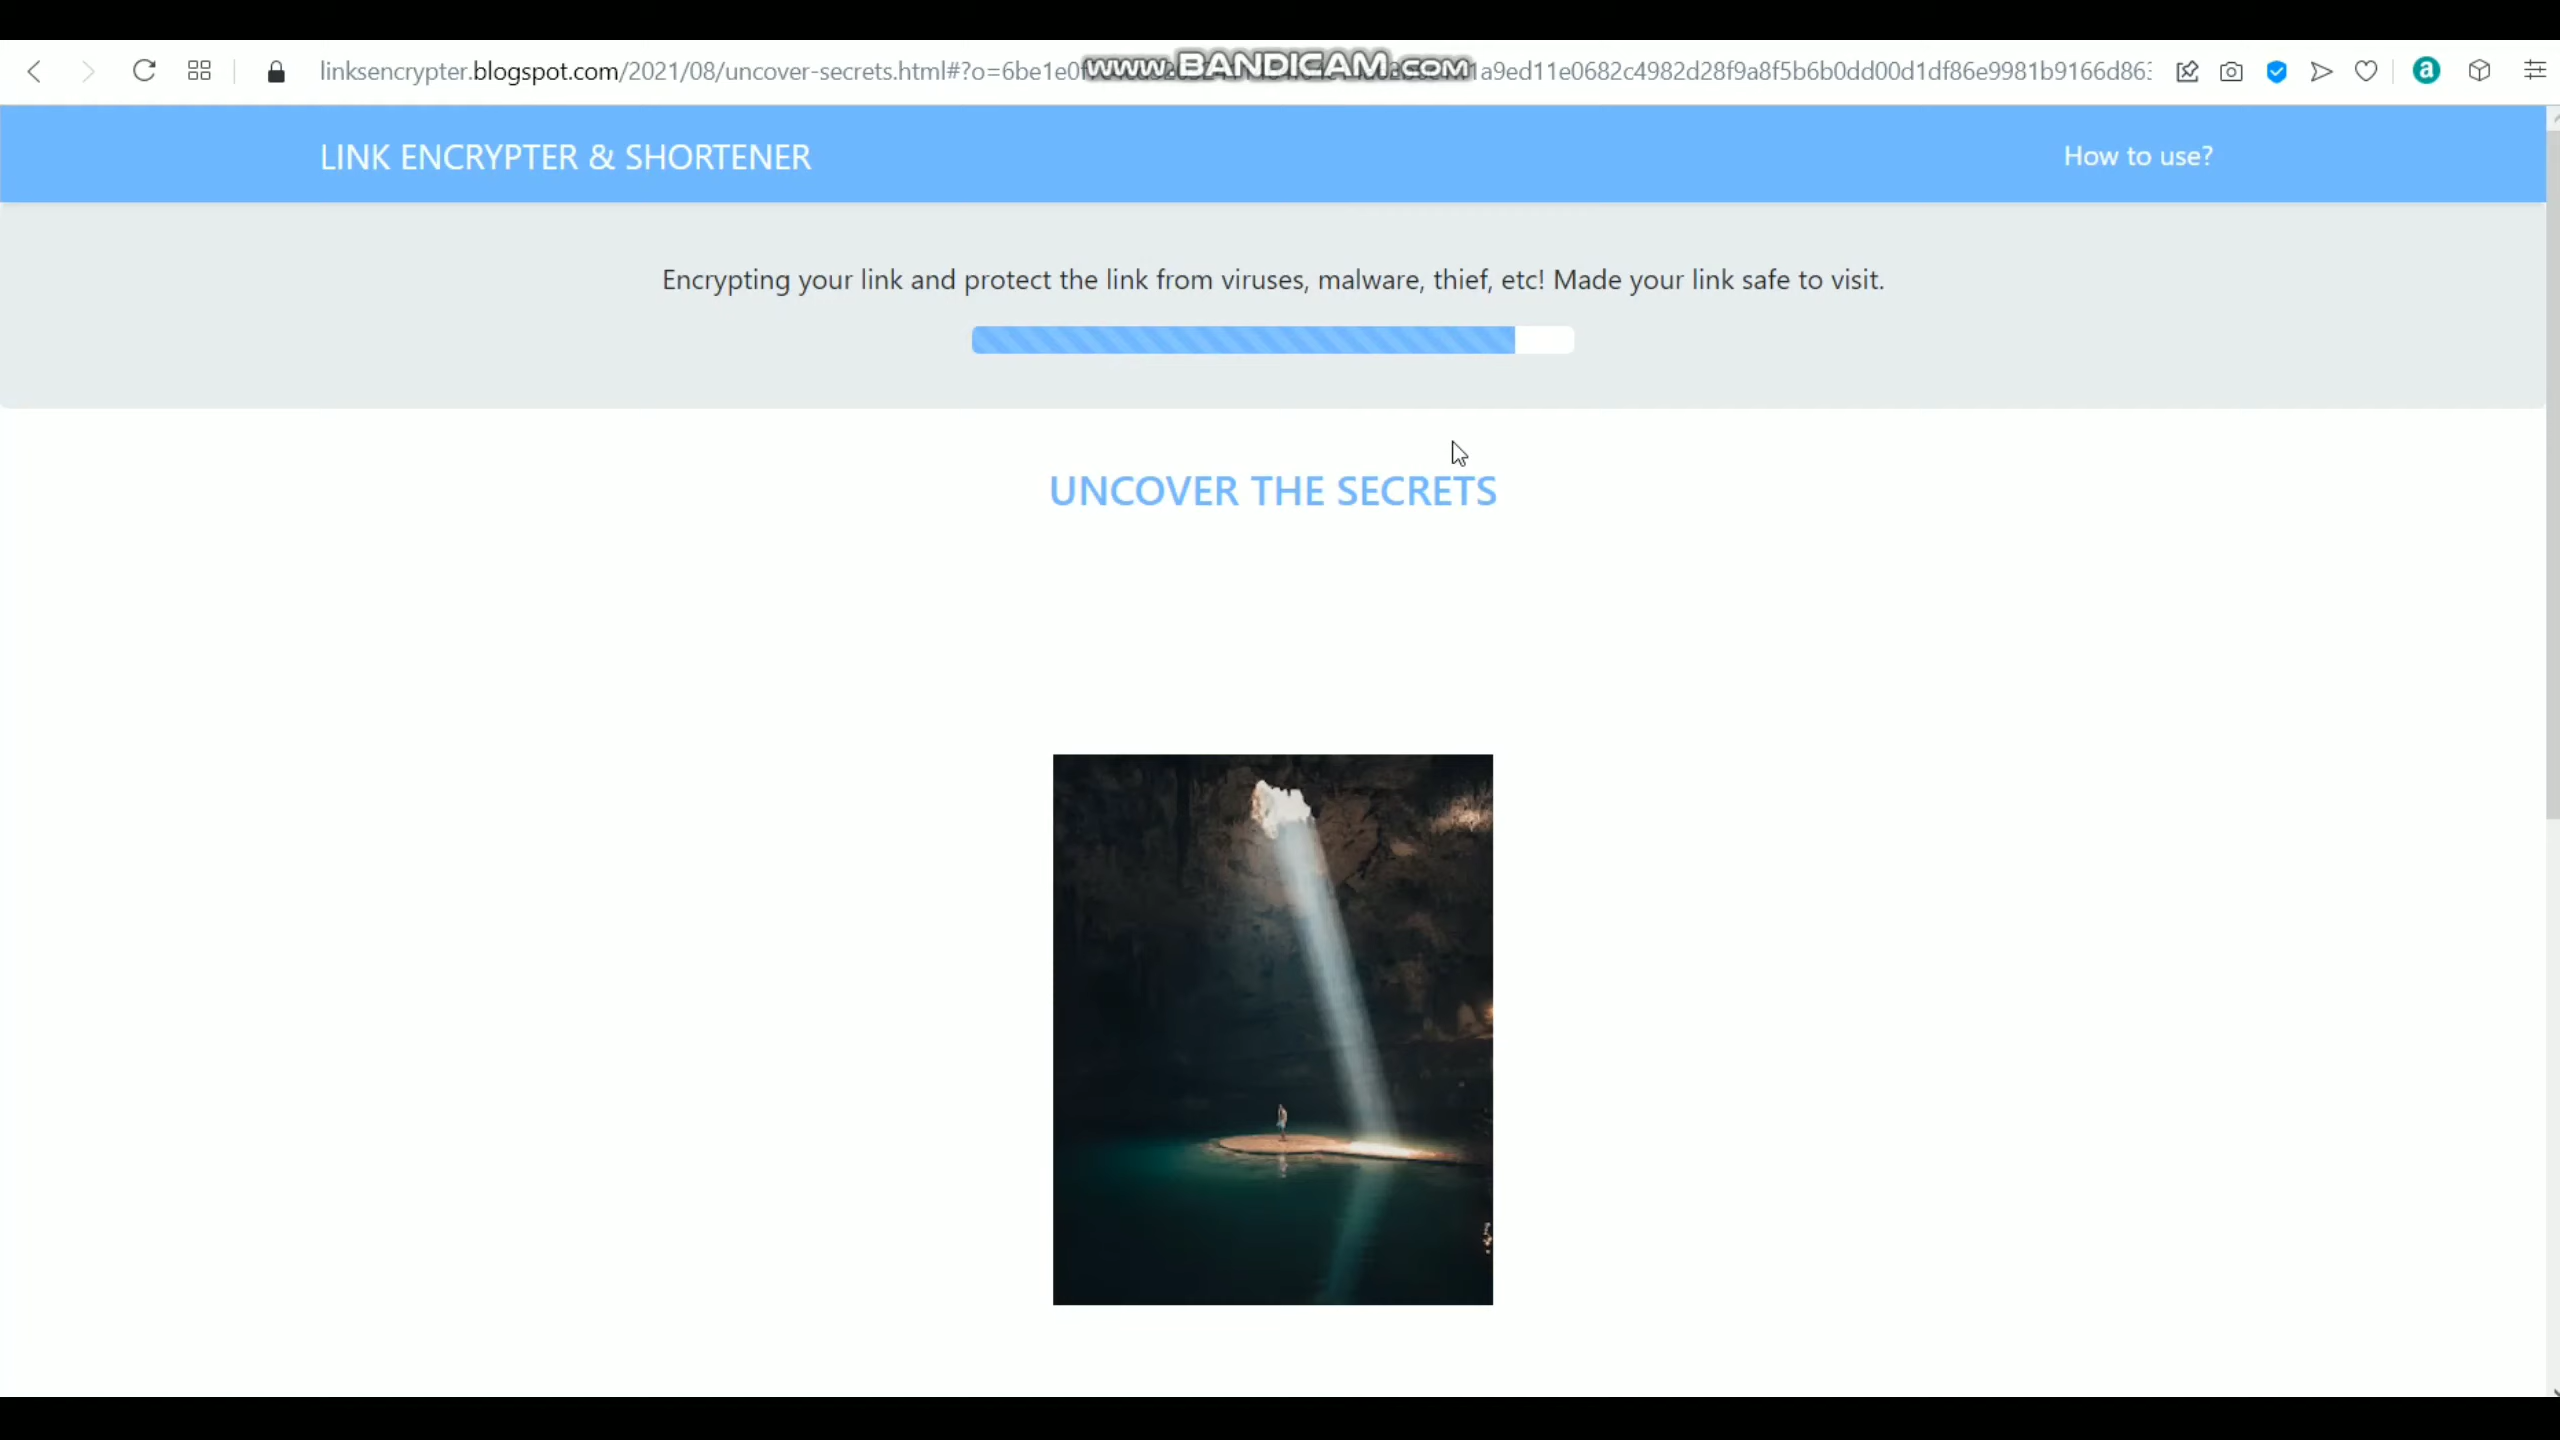 www.BANDICAM.com
linksencrypter.blogspot.com/2021/08/uncover-secrets.html#?o=6be1e0 1a9ed11e0682c4982d28f9a8f5b6b0dd00d1df86e9981b9166d86
a
LINK ENCRYPTER & SHORTENER
How to use?
Encrypting your link and protect the link from viruses, malware, thief, etc! Made your link safe to visit.
UNCOVER THE SECRETS